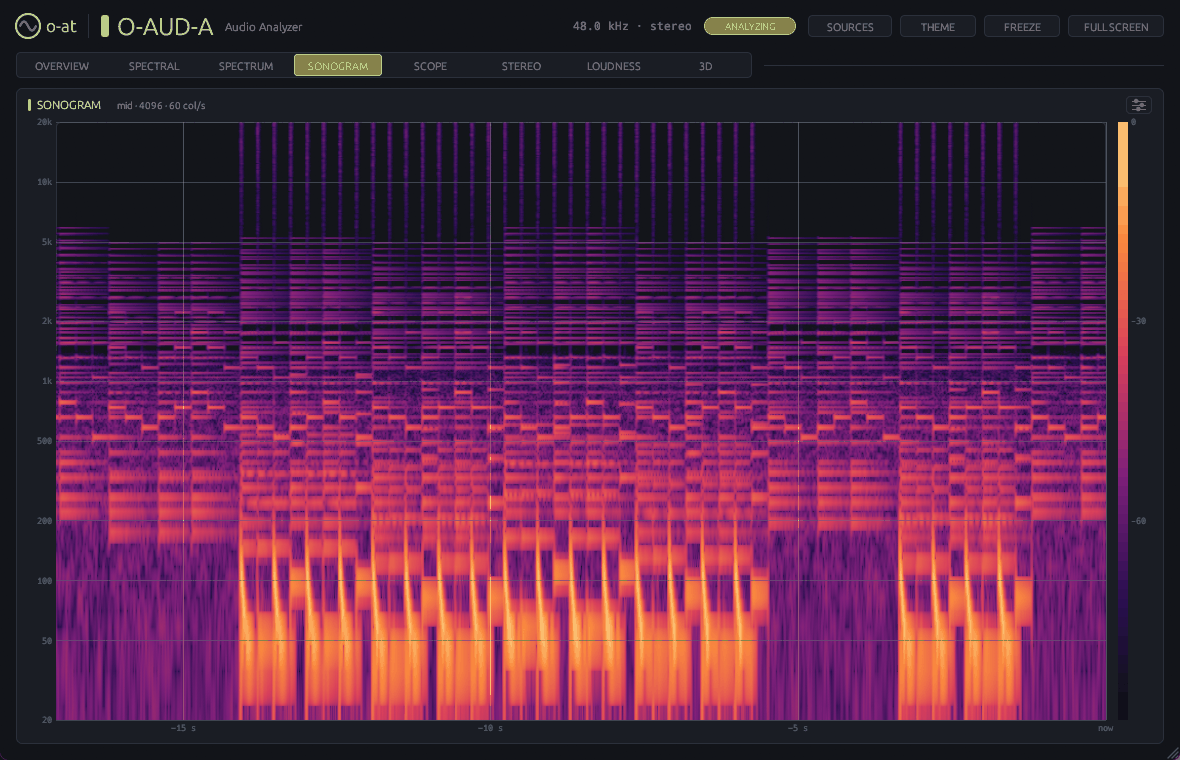 o-at O-AUD-A Audio Analyzer 48.0 kHz · stereo ANALYZING SOURCES THEME FREEZE FULLSCREEN
OVERVIEW SPECTRAL SPECTRUM SONOGRAM SCOPE STEREO LOUDNESS 3D
SONOGRAM mid · 4096 · 60 col/s
20k 0
10k
5k
2k -30
1k
500
200 -60
100
50
20
-15 s -10 s -5 s now